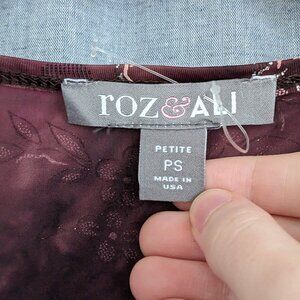 roz&ALI
PETITE
PS
MADE IN
USA